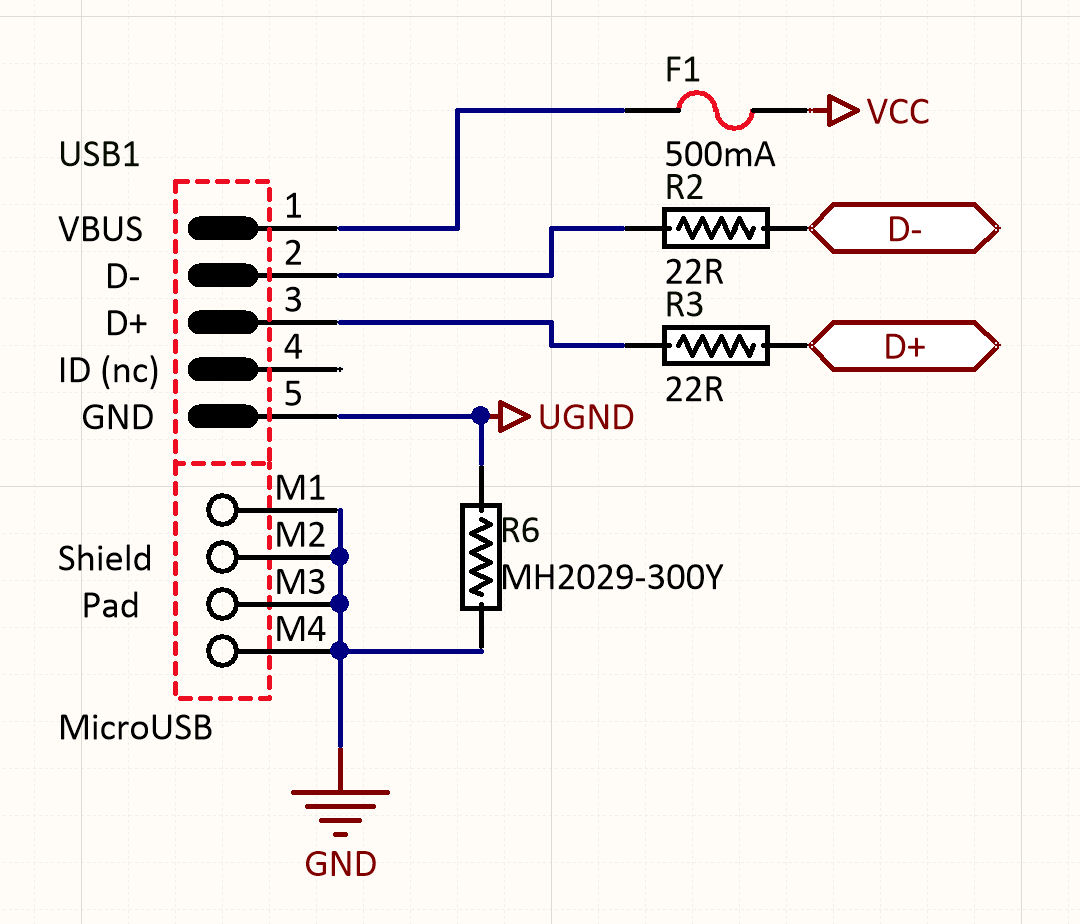 F1
VCC
500mA
USB1
R2
VBUS
1
D-
22R
2
D-
R3
3
D+
D+
22R
4
ID (nc)
5
GND
UGND
M1
M2
R6
Shield
M3
MH2029-300Y
Pad
M4
MicroUSB
GND